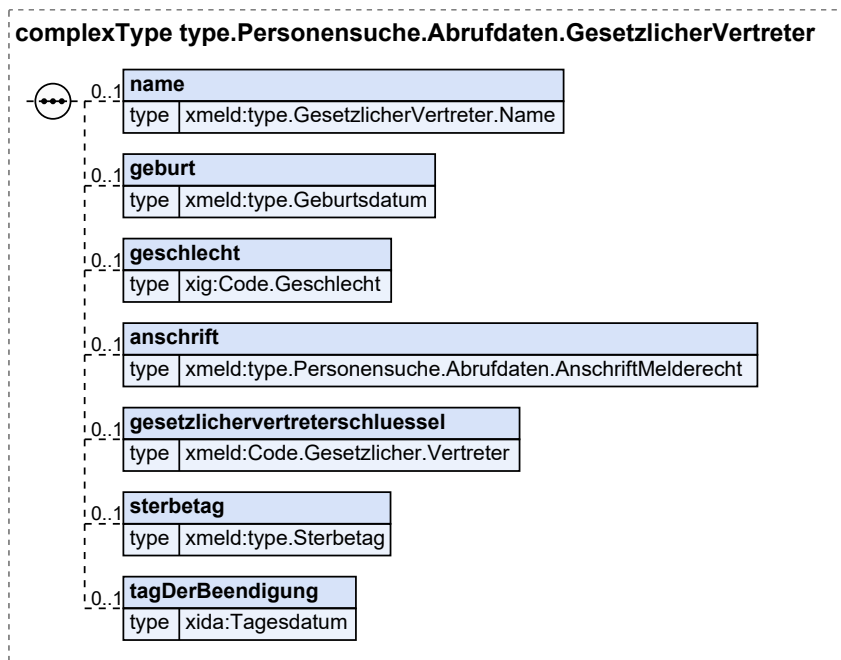 complexType type.Personensuche.Abrufdaten.GesetzlicherVertreter
0..1 name
type xmeld:type.GesetzlicherVertreter.Name
0..1 geburt
type xmeld:type.Geburtsdatum
0..1 geschlecht
type xig:Code.Geschlecht
0..1 anschrift
type xmeld:type.Personensuche.Abrufdaten.AnschriftMelderecht
0..1 gesetzlichervertreterschluessel
type xmeld:Code.Gesetzlicher.Vertreter
0..1 sterbetag
type xmeld:type.Sterbetag
0..1 tagDerBeendigung
type xida:Tagesdatum